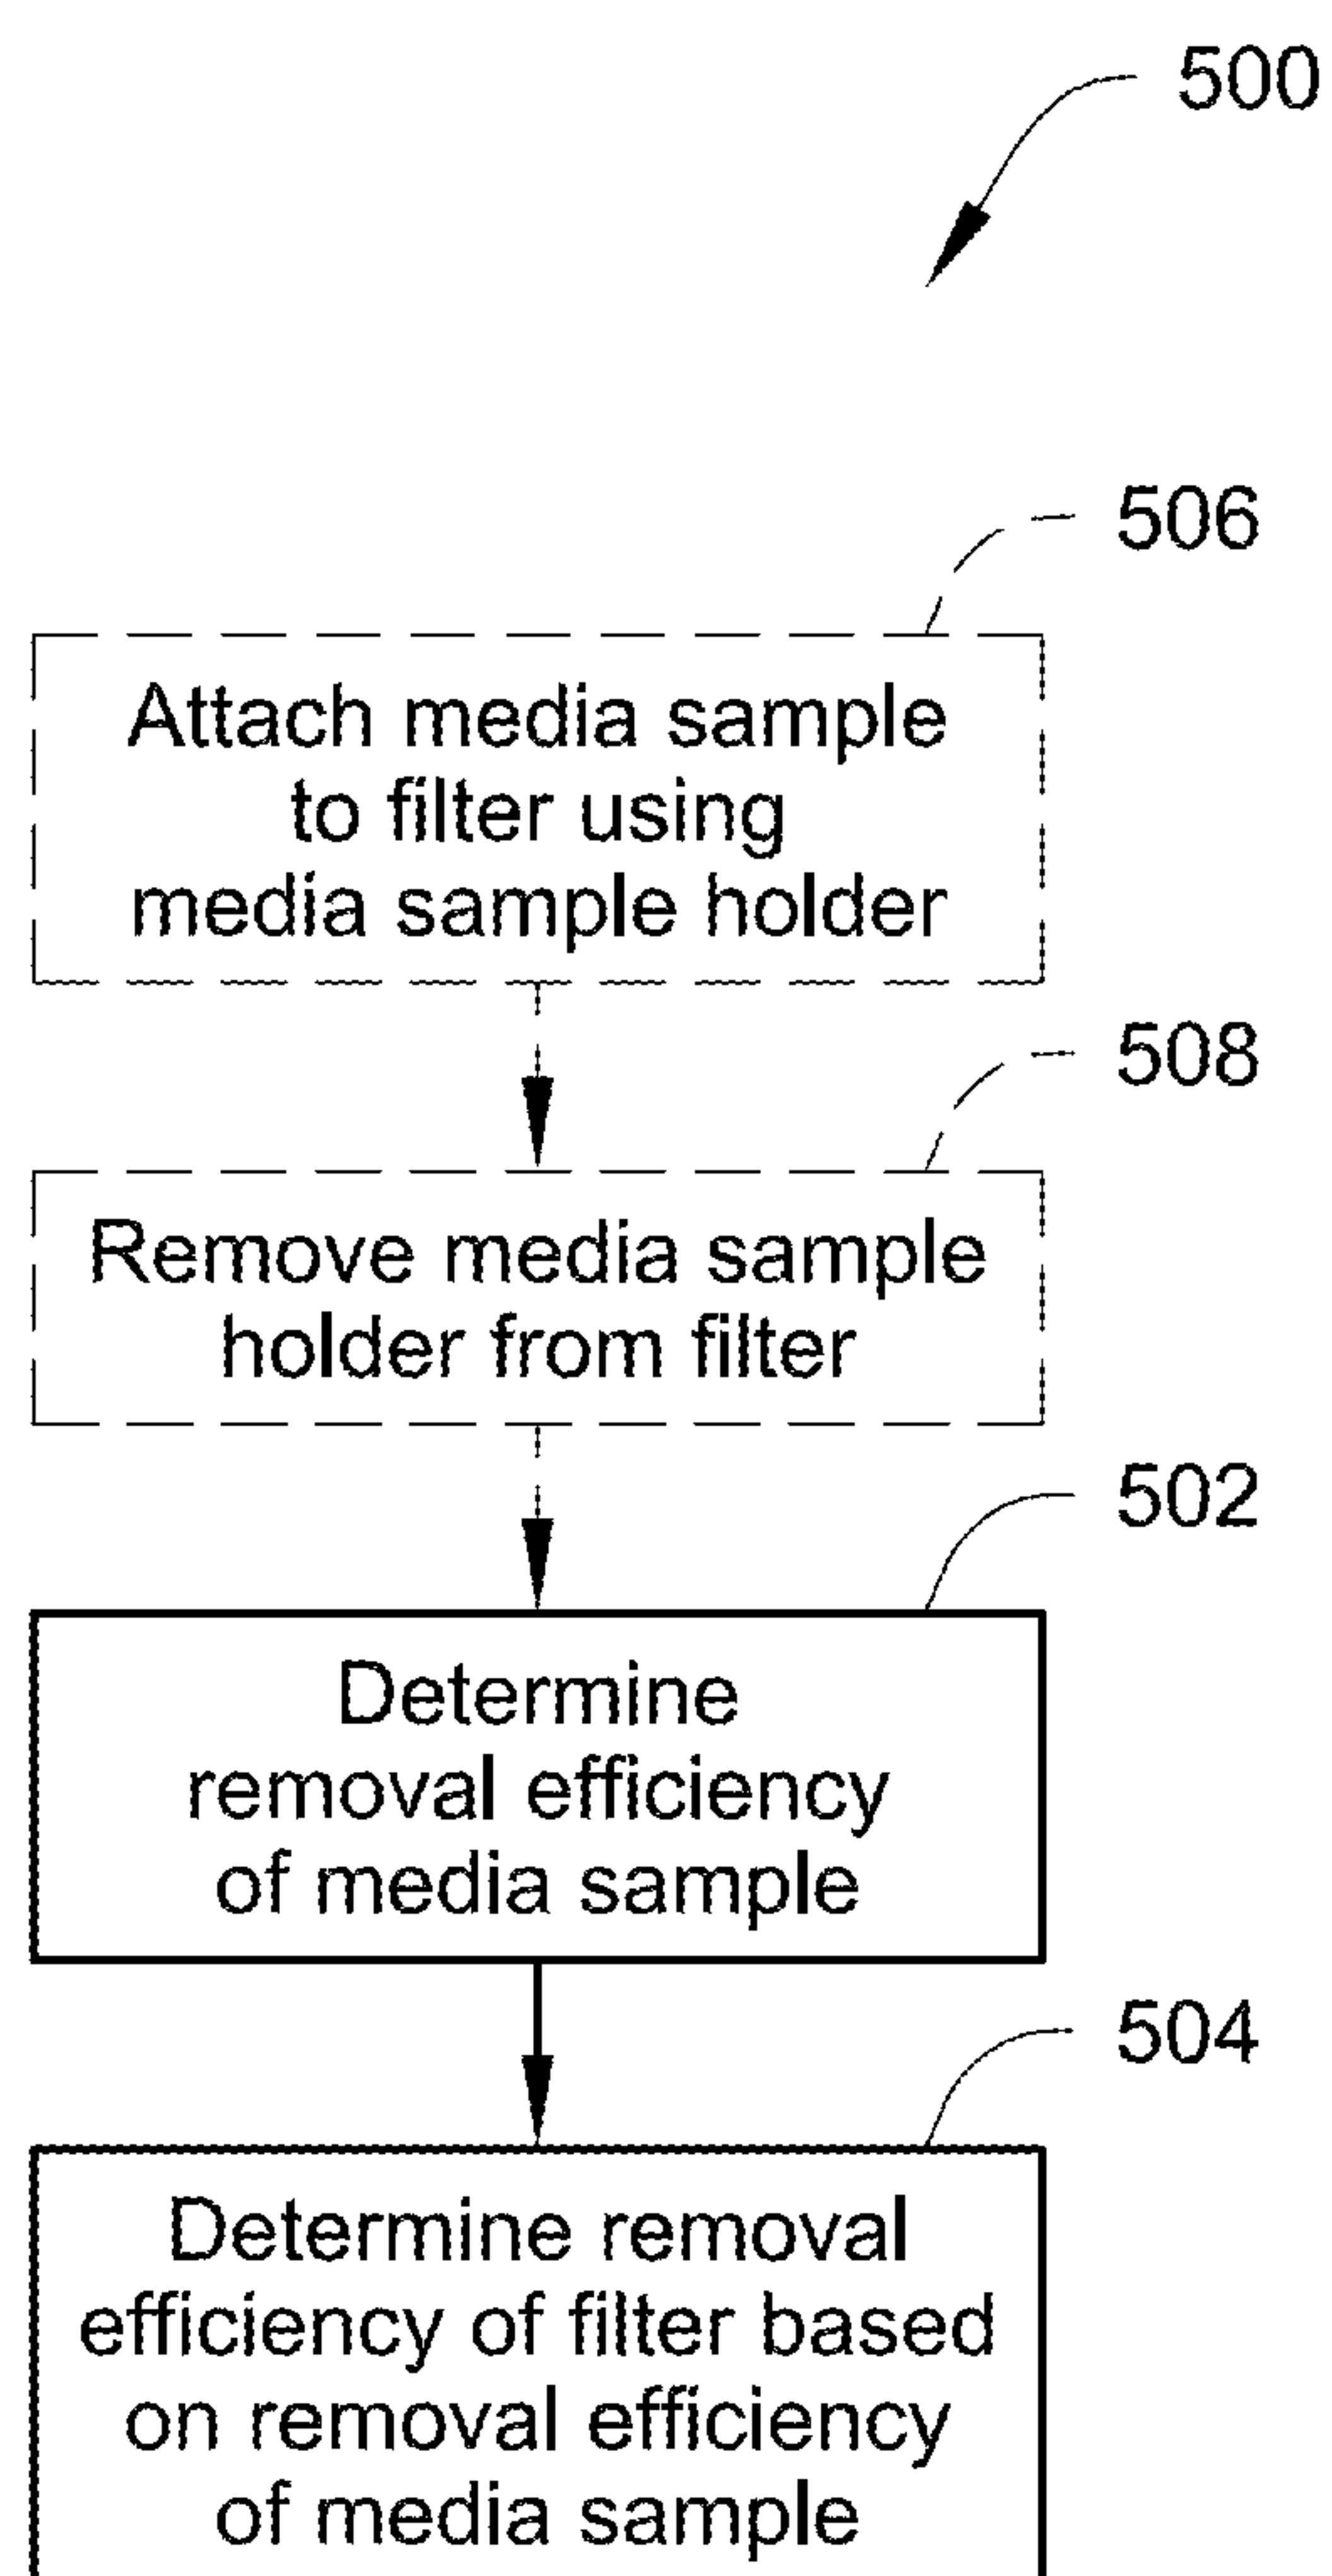 500
506
Attach media sample
to filter using
media sample holder
508
Remove media sample
holder from filter
502
Determine
removal efficiency
of media sample
504
Determine removal
efficiency of filter based
on removal efficiency
of media sample